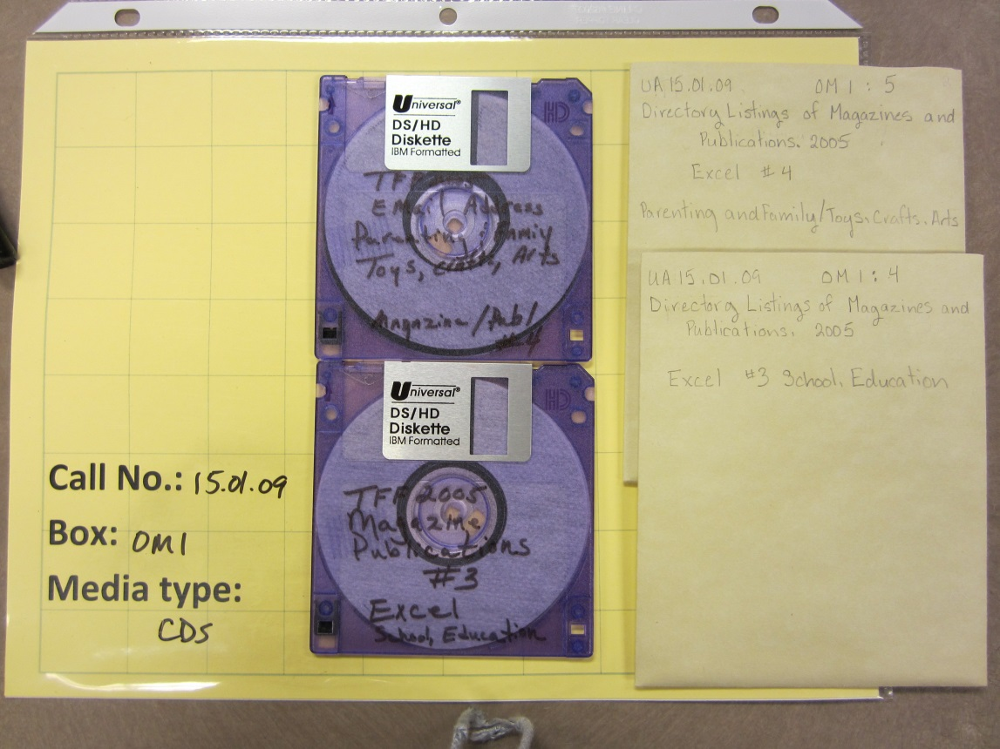 Universal®
DS/HD
Diskette
IBM Formatted
HD
TFF
EMail Address
Parenting Family
Toys, Crafts, Arts
Magazine/Publ
#4
Universal®
DS/HD
Diskette
IBM Formatted
HD
TFF 2005
Magazine
Publications
#3
Excel
School, Education
UA 15.01.09 OM 1 : 5
Directory Listings of Magazines and
Publications. 2005
Excel #4
Parenting and Family/Toys, Crafts, Arts
UA 15.01.09 OM 1 : 4
Directory Listings of Magazines and
Publications. 2005
Excel #3 School, Education
Call No.: 15.01.09
Box: OM1
Media type:
CDs